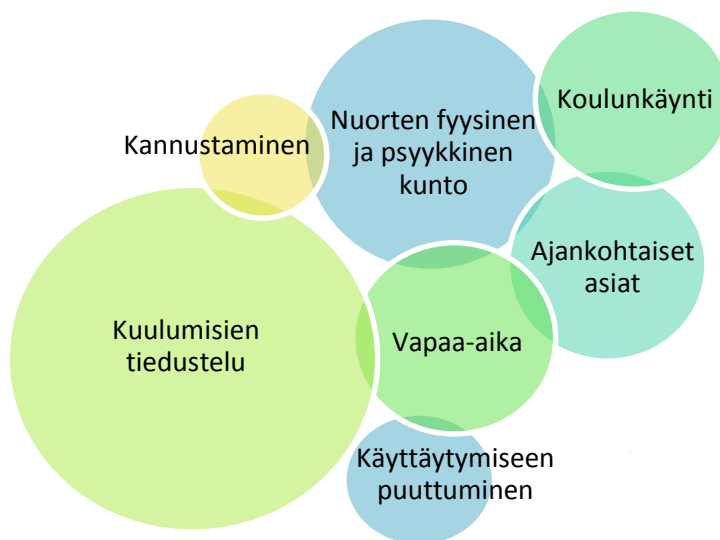 Kannustaminen
Nuorten fyysinen
ja psyykkinen
kunto
Koulunkäynti
Ajankohtaiset
asiat
Kuulumisien
tiedustelu
Vapaa-aika
Käyttäytymiseen
puuttuminen